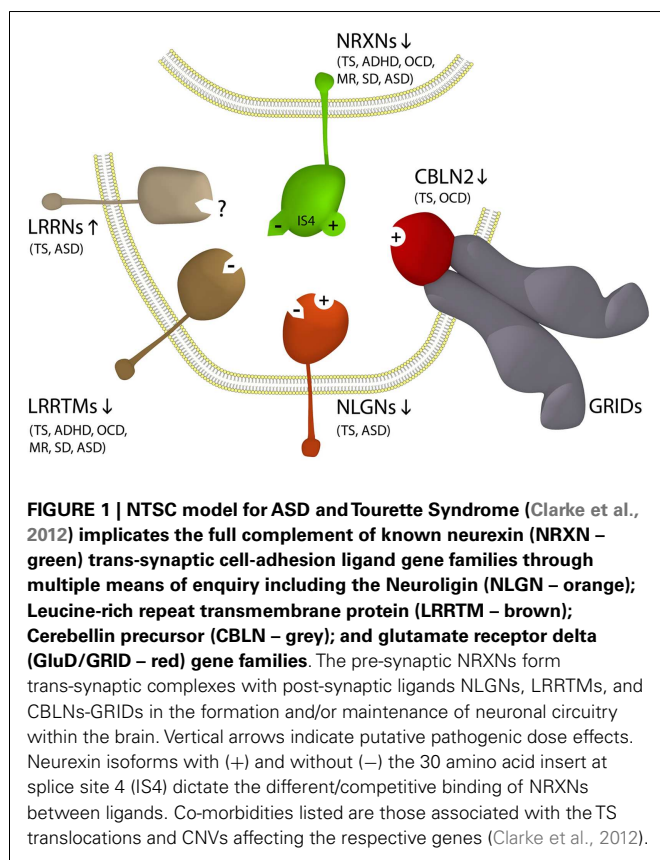 NRXNs ↓
(TS, ADHD, OCD,
MR, SD, ASD)
CBLN2 ↓
(TS, OCD)
LRRNs ↑
(TS, ASD)
?
- IS4 +
+
-
- +
LRRTMs ↓
(TS, ADHD, OCD,
MR, SD, ASD)
NLGNs ↓
(TS, ASD)
GRIDs
FIGURE 1 | NTSC model for ASD and Tourette Syndrome (Clarke et al.,
2012) implicates the full complement of known neurexin (NRXN –
green) trans-synaptic cell-adhesion ligand gene families through
multiple means of enquiry including the Neuroligin (NLGN – orange);
Leucine-rich repeat transmembrane protein (LRRTM – brown);
Cerebellin precursor (CBLN – grey); and glutamate receptor delta
(GluD/GRID – red) gene families. The pre-synaptic NRXNs form
trans-synaptic complexes with post-synaptic ligands NLGNs, LRRTMs, and
CBLNs-GRIDs in the formation and/or maintenance of neuronal circuitry
within the brain. Vertical arrows indicate putative pathogenic dose effects.
Neurexin isoforms with (+) and without (−) the 30 amino acid insert at
splice site 4 (IS4) dictate the different/competitive binding of NRXNs
between ligands. Co-morbidities listed are those associated with the TS
translocations and CNVs affecting the respective genes (Clarke et al., 2012).